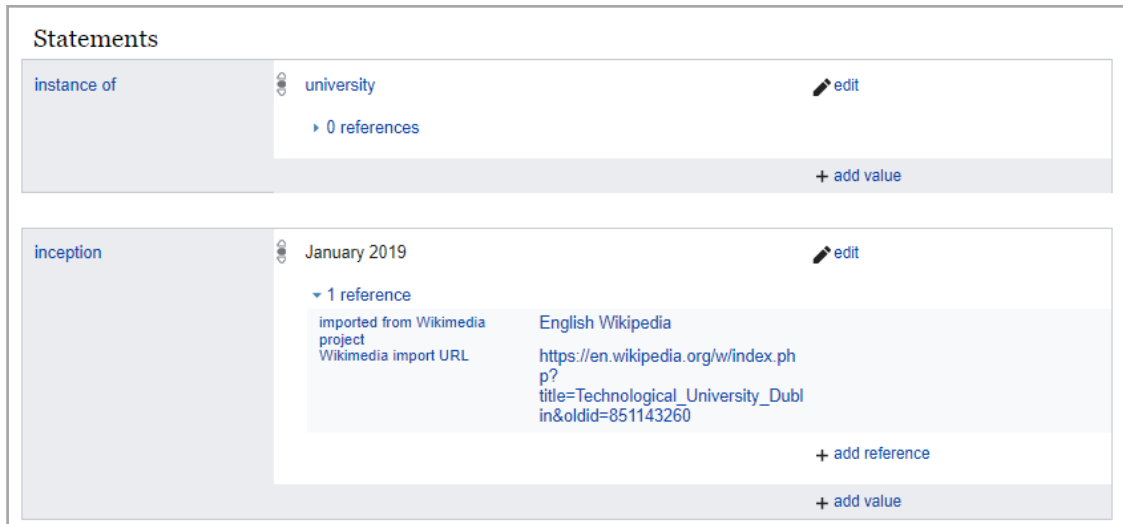 Statements
instance of
university
edit
0 references
+ add value
inception
January 2019
edit
1 reference
imported from Wikimedia
project
English Wikipedia
Wikimedia import URL
https://en.wikipedia.org/w/index.ph
p?
title=Technological_University_Dubl
in&oldid=851143260
+ add reference
+ add value